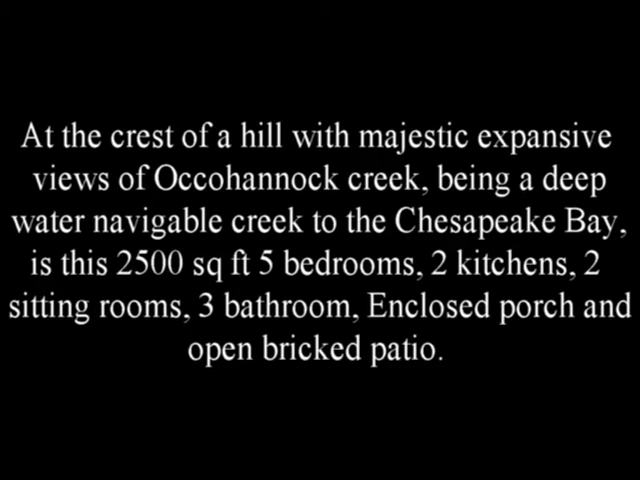 At the crest of a hill with majestic expansive
views of Occohannock creek, being a deep
water navigable creek to the Chesapeake Bay,
is this 2500 sq ft 5 bedrooms, 2 kitchens, 2
sitting rooms, 3 bathroom, Enclosed porch and
open bricked patio.